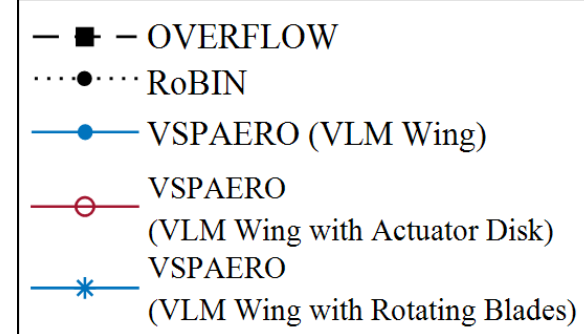 OVERFLOW
RoBIN
VSPAERO (VLM Wing)
VSPAERO
(VLM Wing with Actuator Disk)
VSPAERO
(VLM Wing with Rotating Blades)